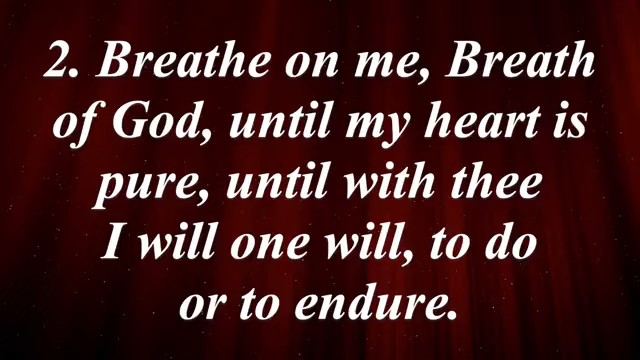 2. Breathe on me, Breath
of God, until my heart is
pure, until with thee
I will one will, to do
or to endure.